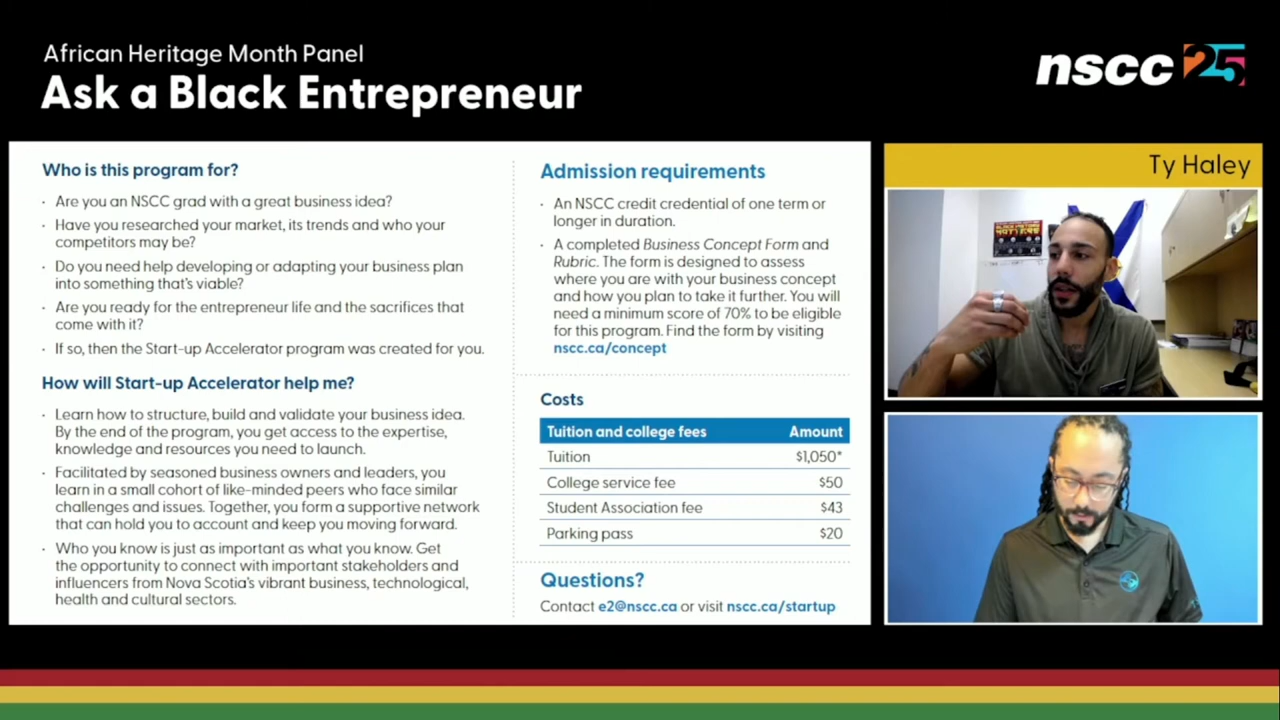 African Heritage Month Panel
Ask a Black Entrepreneur
nscc 25
Who is this program for?
· Are you an NSCC grad with a great business idea?
· Have you researched your market, its trends and who your
competitors may be?
· Do you need help developing or adapting your business plan
into something that's viable?
· Are you ready for the entrepreneur life and the sacrifices that
come with it?
· If so, then the Start-up Accelerator program was created for you.
How will Start-up Accelerator help me?
· Learn how to structure, build and validate your business idea.
By the end of the program, you get access to the expertise,
knowledge and resources you need to launch.
· Facilitated by seasoned business owners and leaders, you
learn in a small cohort of like-minded peers who face similar
challenges and issues. Together, you form a supportive network
that can hold you to account and keep you moving forward.
· Who you know is just as important as what you know. Get
the opportunity to connect with important stakeholders and
influencers from Nova Scotia's vibrant business, technological,
health and cultural sectors.
Admission requirements
· An NSCC credit credential of one term or
longer in duration.
· A completed Business Concept Form and
Rubric. The form is designed to assess
where you are with your business concept
and how you plan to take it further. You will
need a minimum score of 70% to be eligible
for this program. Find the form by visiting
nscc.ca/concept
Costs
Tuition and college fees Amount
Tuition $1,050*
College service fee $50
Student Association fee $43
Parking pass $20
Questions?
Contact e2@nscc.ca or visit nscc.ca/startup
Ty Haley